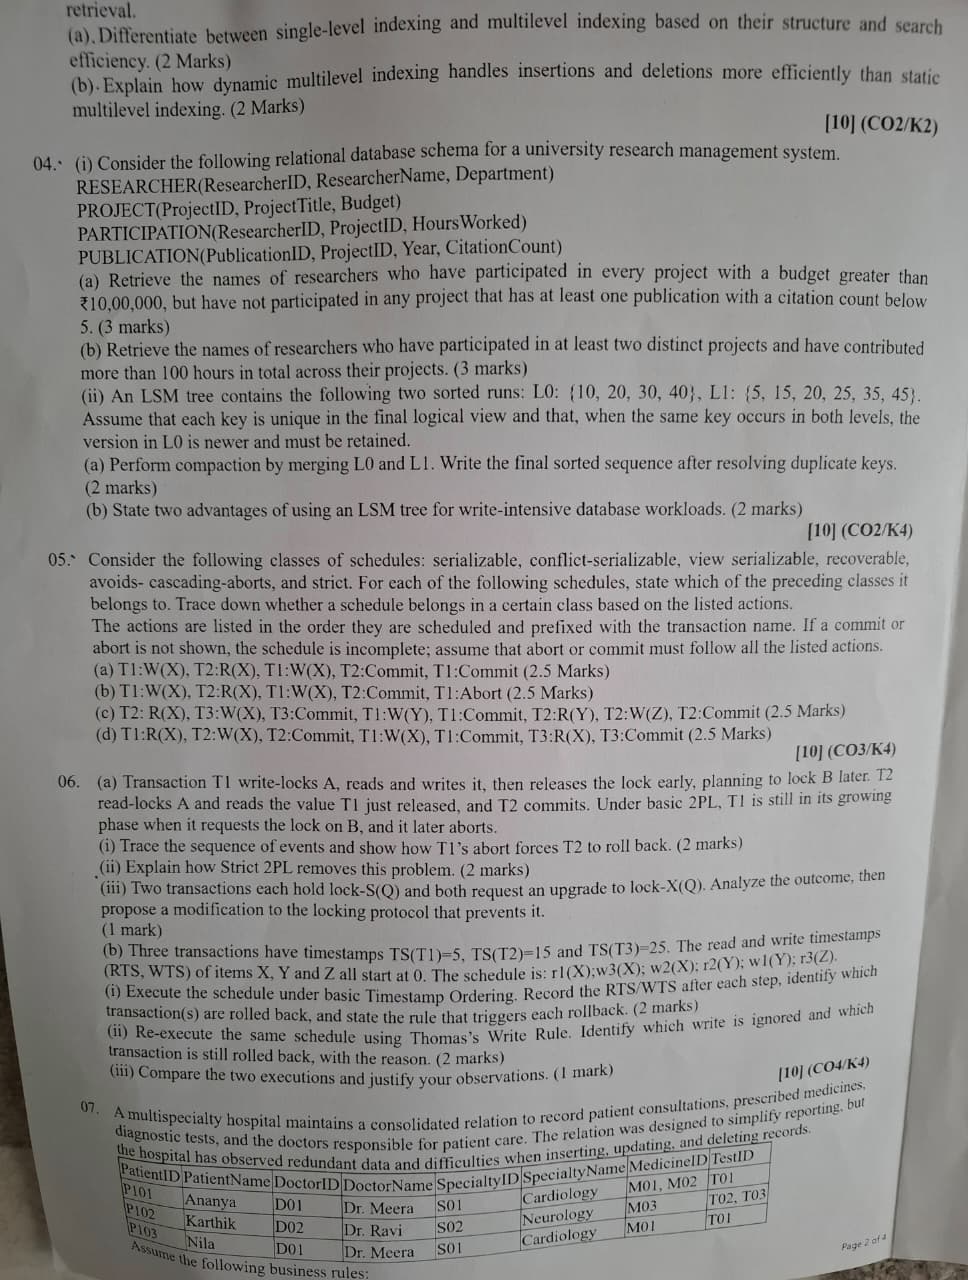 retrieval.
(a). Differentiate between single-level indexing and multilevel indexing based on their structure and search
efficiency. (2 Marks)
(b). Explain how dynamic multilevel indexing handles insertions and deletions more efficiently than static
multilevel indexing. (2 Marks)
[10] (CO2/K2)
04. (i) Consider the following relational database schema for a university research management system.
RESEARCHER(ResearcherID, ResearcherName, Department)
PROJECT(ProjectID, ProjectTitle, Budget)
PARTICIPATION(ResearcherID, ProjectID, HoursWorked)
PUBLICATION(PublicationID, ProjectID, Year, CitationCount)
(a) Retrieve the names of researchers who have participated in every project with a budget greater than
₹10,00,000, but have not participated in any project that has at least one publication with a citation count below
5. (3 marks)
(b) Retrieve the names of researchers who have participated in at least two distinct projects and have contributed
more than 100 hours in total across their projects. (3 marks)
(ii) An LSM tree contains the following two sorted runs: L0: {10, 20, 30, 40}, L1: {5, 15, 20, 25, 35, 45}.
Assume that each key is unique in the final logical view and that, when the same key occurs in both levels, the
version in L0 is newer and must be retained.
(a) Perform compaction by merging L0 and L1. Write the final sorted sequence after resolving duplicate keys.
(2 marks)
(b) State two advantages of using an LSM tree for write-intensive database workloads. (2 marks)
[10] (CO2/K4)
05. Consider the following classes of schedules: serializable, conflict-serializable, view serializable, recoverable,
avoids- cascading-aborts, and strict. For each of the following schedules, state which of the preceding classes it
belongs to. Trace down whether a schedule belongs in a certain class based on the listed actions.
The actions are listed in the order they are scheduled and prefixed with the transaction name. If a commit or
abort is not shown, the schedule is incomplete; assume that abort or commit must follow all the listed actions.
(a) T1:W(X), T2:R(X), T1:W(X), T2:Commit, T1:Commit (2.5 Marks)
(b) T1:W(X), T2:R(X), T1:W(X), T2:Commit, T1:Abort (2.5 Marks)
(c) T2: R(X), T3:W(X), T3:Commit, T1:W(Y), T1:Commit, T2:R(Y), T2:W(Z), T2:Commit (2.5 Marks)
(d) T1:R(X), T2:W(X), T2:Commit, T1:W(X), T1:Commit, T3:R(X), T3:Commit (2.5 Marks)
[10] (CO3/K4)
06. (a) Transaction T1 write-locks A, reads and writes it, then releases the lock early, planning to lock B later. T2
read-locks A and reads the value T1 just released, and T2 commits. Under basic 2PL, T1 is still in its growing
phase when it requests the lock on B, and it later aborts.
(i) Trace the sequence of events and show how T1's abort forces T2 to roll back. (2 marks)
(ii) Explain how Strict 2PL removes this problem. (2 marks)
(iii) Two transactions each hold lock-S(Q) and both request an upgrade to lock-X(Q). Analyze the outcome, then
propose a modification to the locking protocol that prevents it.
(1 mark)
(b) Three transactions have timestamps TS(T1)=5, TS(T2)=15 and TS(T3)=25. The read and write timestamps
(RTS, WTS) of items X, Y and Z all start at 0. The schedule is: r1(X);w3(X); w2(X); r2(Y); w1(Y); r3(Z).
(i) Execute the schedule under basic Timestamp Ordering. Record the RTS/WTS after each step, identify which
transaction(s) are rolled back, and state the rule that triggers each rollback. (2 marks)
(ii) Re-execute the same schedule using Thomas's Write Rule. Identify which write is ignored and which
transaction is still rolled back, with the reason. (2 marks)
(iii) Compare the two executions and justify your observations. (1 mark)
[10] (CO4/K4)
07. A multispecialty hospital maintains a consolidated relation to record patient consultations, prescribed medicines,
diagnostic tests, and the doctors responsible for patient care. The relation was designed to simplify reporting, but
the hospital has observed redundant data and difficulties when inserting, updating, and deleting records.
PatientID PatientName DoctorID DoctorName SpecialtyID SpecialtyName MedicineID TestID
P101 Ananya D01 Dr. Meera S01 Cardiology M01, M02 T01
P102 Karthik D02 Dr. Ravi S02 Neurology M03 T02, T03
P103 Nila D01 Dr. Meera S01 Cardiology M01 T01
Assume the following business rules:
Page 2 of 4